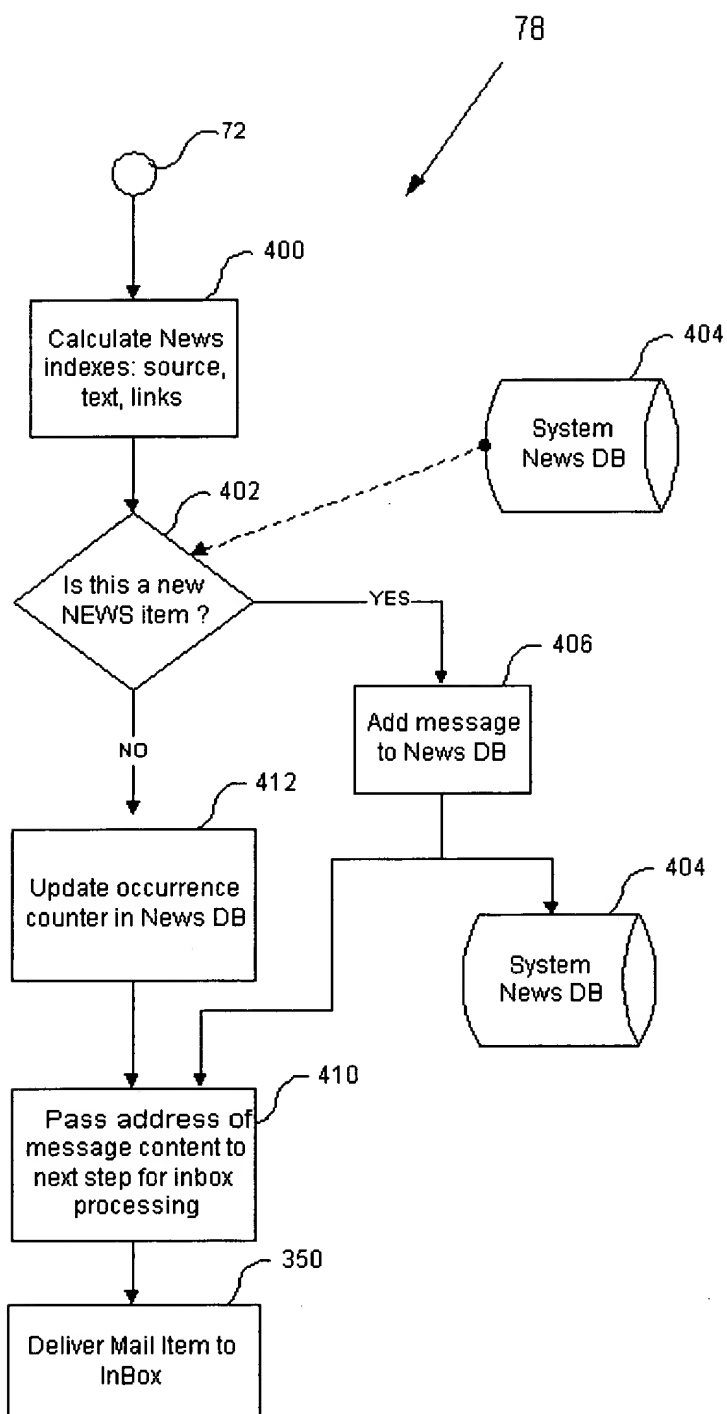 78
72
400
Calculate News
indexes: source,
text, links
404
System
News DB
402
Is this a new
NEWS item ?
YES
406
Add message
to News DB
NO
412
Update occurrence
counter in News DB
404
System
News DB
410
Pass address of
message content to
next step for inbox
processing
350
Deliver Mail Item to
InBox